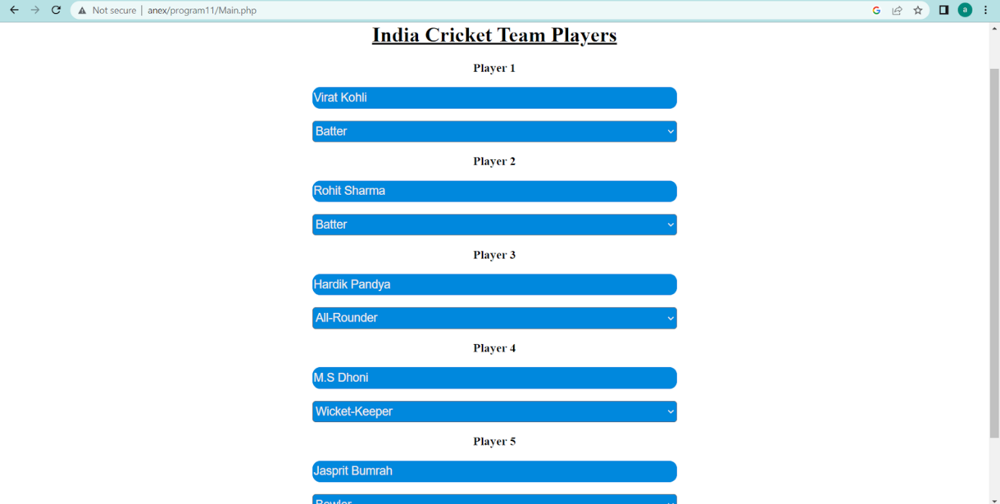 Not secure | anex/program11/Main.php
India Cricket Team Players
Player 1
Virat Kohli
Batter
Player 2
Rohit Sharma
Batter
Player 3
Hardik Pandya
All-Rounder
Player 4
M.S Dhoni
Wicket-Keeper
Player 5
Jasprit Bumrah
Bowler